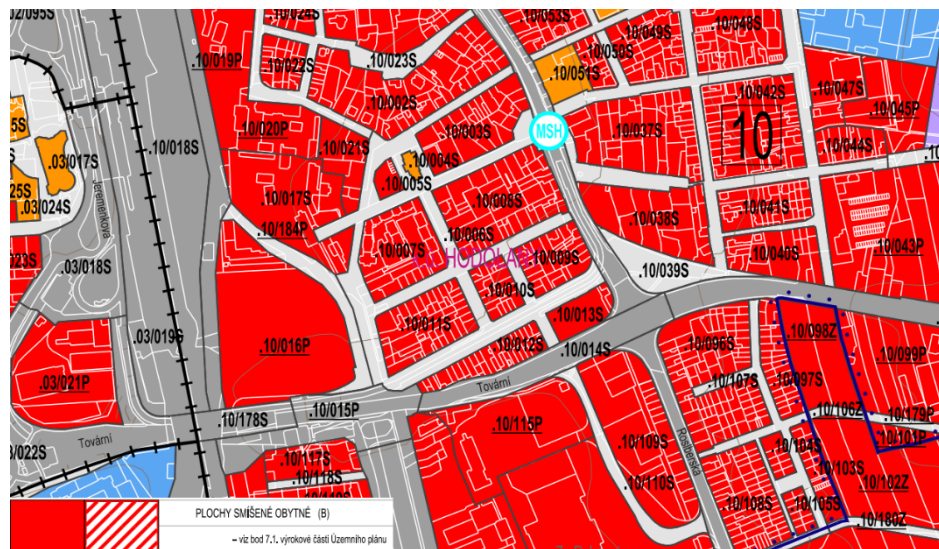 02/095S
.10/024S
.10/053S
.10/049S
.10/048S
.10/019P
.10/023S
.10/050S
.10/022S
.10/051S
.10/042S
.10/047S
.10/002S
.10/045P
.10/020P
.10/003S
MSH
.10/037S
10
.10/018S
.10/021S
.10/044S
.03/017S
.10/004S
.10/005S
.10/017S
.03/024S
.10/008S
Jeremenkova
.10/041S
.10/184P
.10/038S
.10/006S
.10/007S
.10/040S
.10/043P
.10/009S
.03/018S
.10/039S
.10/010S
.10/013S
.10/011S
.03/019S
.10/098Z
.10/016P
.10/012S
.10/014S
.10/096S
.10/099P
.03/021P
Tovární
.10/107S
.10/097S
.10/015P
.10/178S
.10/106Z
.10/179P
.10/115P
Tovární
.10/109S
.10/104S
.10/101P
.10/117S
.10/103S
.10/118S
.10/110S
.10/102Z
.10/108S
.10/105S
.10/180Z
PLOCHY SMÍŠENÉ OBYTNÉ (B)
– viz bod 7.1. výrokové části Územního plánu